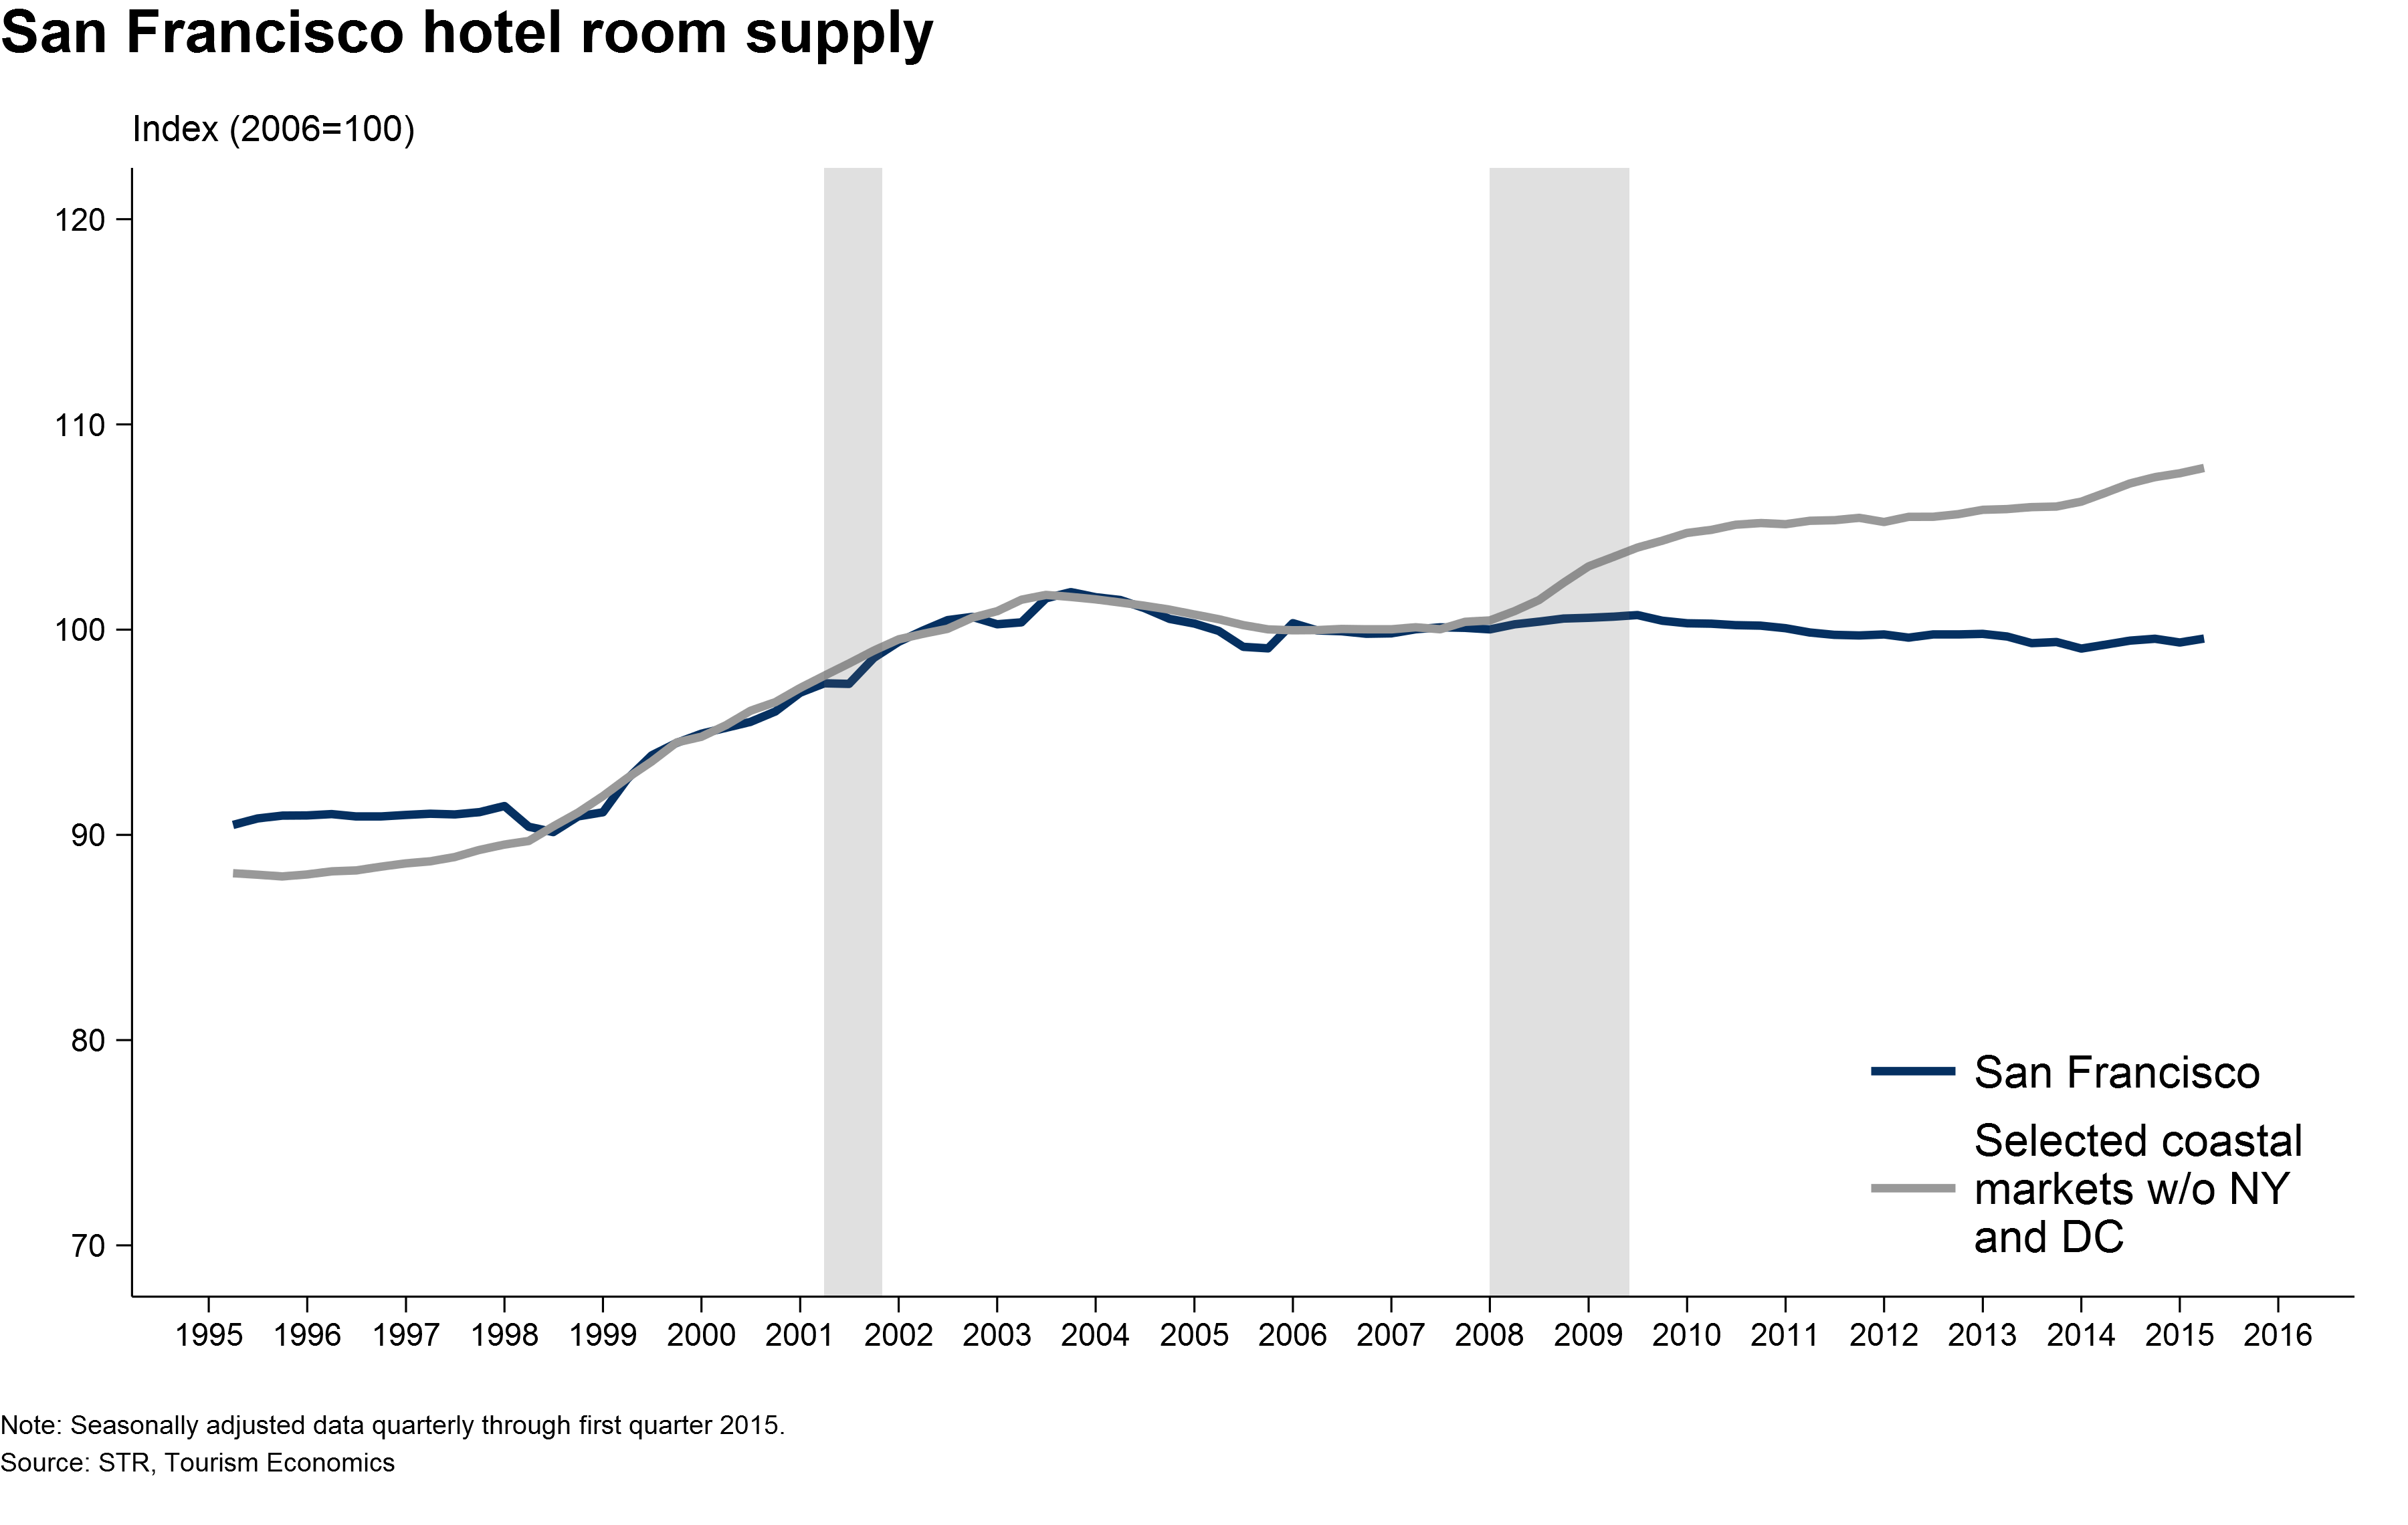 San Francisco hotel room supply
Index (2006=100)
120
110
100
90
80
70
San Francisco
Selected coastal
markets w/o NY
and DC
1995 1996 1997 1998 1999 2000 2001 2002 2003 2004 2005 2006 2007 2008 2009 2010 2011 2012 2013 2014 2015 2016
Note: Seasonally adjusted data quarterly through first quarter 2015.
Source: STR, Tourism Economics